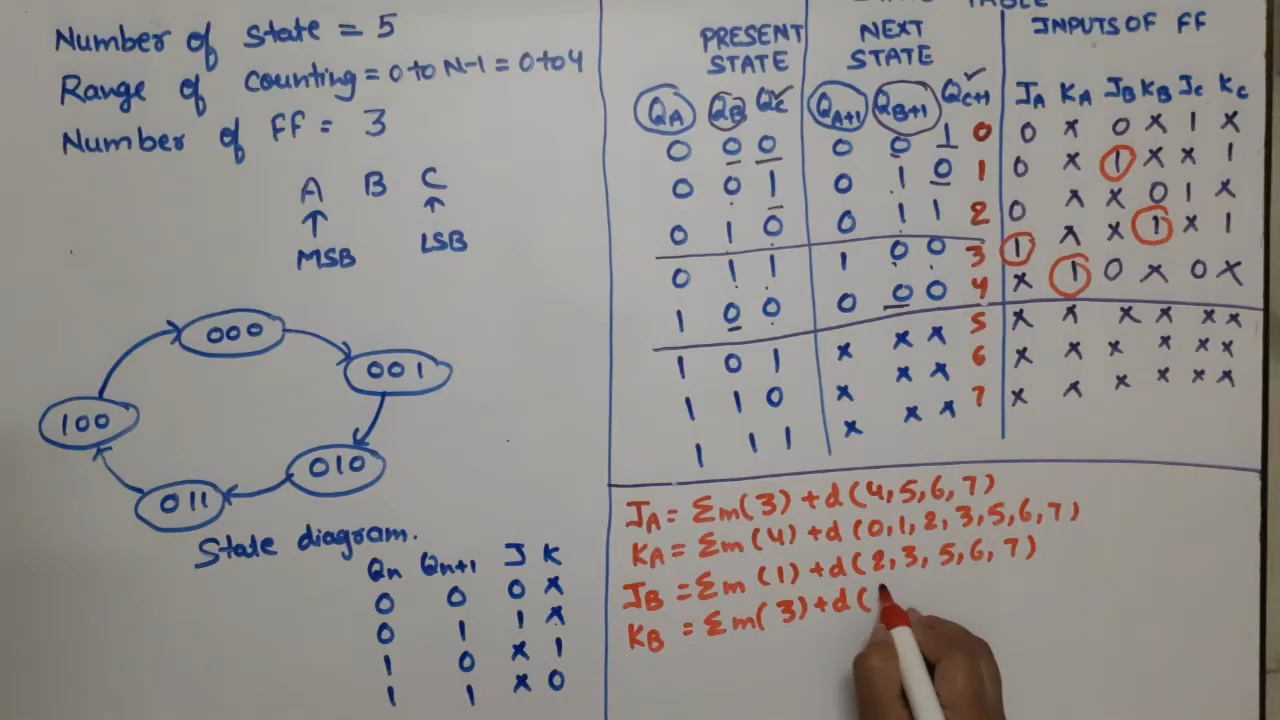 Number of state = 5
Range of counting = 0 to N-1 = 0 to 4
Number of FF = 3
A B C
↑ ↑
MSB LSB
000
001
010
011
100
State diagram.
Qn Qn+1 J K
0 0 0 x
0 1 1 x
1 0 x 1
1 1 x 0
TABLE
PRESENT STATE NEXT STATE INPUTS OF FF
QA QB QC✓ QA+1 QB+1 QC+1✓ JA KA JB KB JC KC
0 0 0 0 0 1 0 0 x 0 x 1 x
0 0 1 0 1 0 1 0 x 1 x x 1
0 1 0 0 1 1 2 0 x x 0 1 x
0 1 1 1 0 0 3 1 x x 1 x 1
1 0 0 0 0 0 4 x 1 0 x 0 x
1 0 1 x x x 5 x x x x x x
1 1 0 x x x 6 x x x x x x
1 1 1 x x x 7 x x x x x x
JA = Σm(3) + d(4,5,6,7)
KA = Σm(4) + d(0,1,2,3,5,6,7)
JB = Σm(1) + d(2,3,5,6,7)
KB = Σm(3) + d(